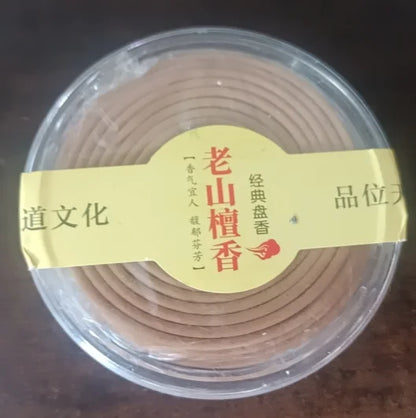 道文化
经典盘香
老山檀香
【香气宜人 馥郁芬芳】
品位天